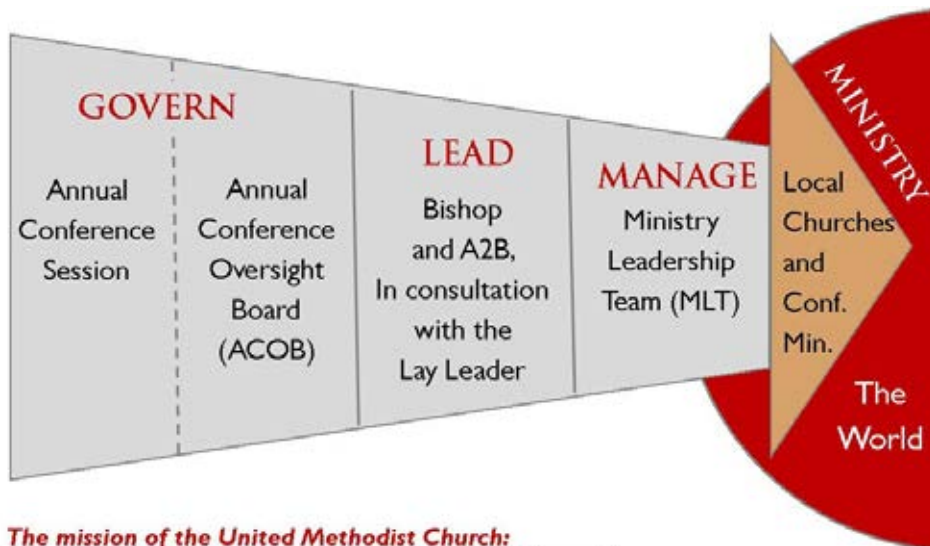 GOVERN
Annual
Conference
Session
Annual
Conference
Oversight
Board
(ACOB)
LEAD
Bishop
and A2B,
In consultation
with the
Lay Leader
MANAGE
Ministry
Leadership
Team (MLT)
Local
Churches
and
Conf.
Min.
MINISTRY
The
World
The mission of the United Methodist Church: